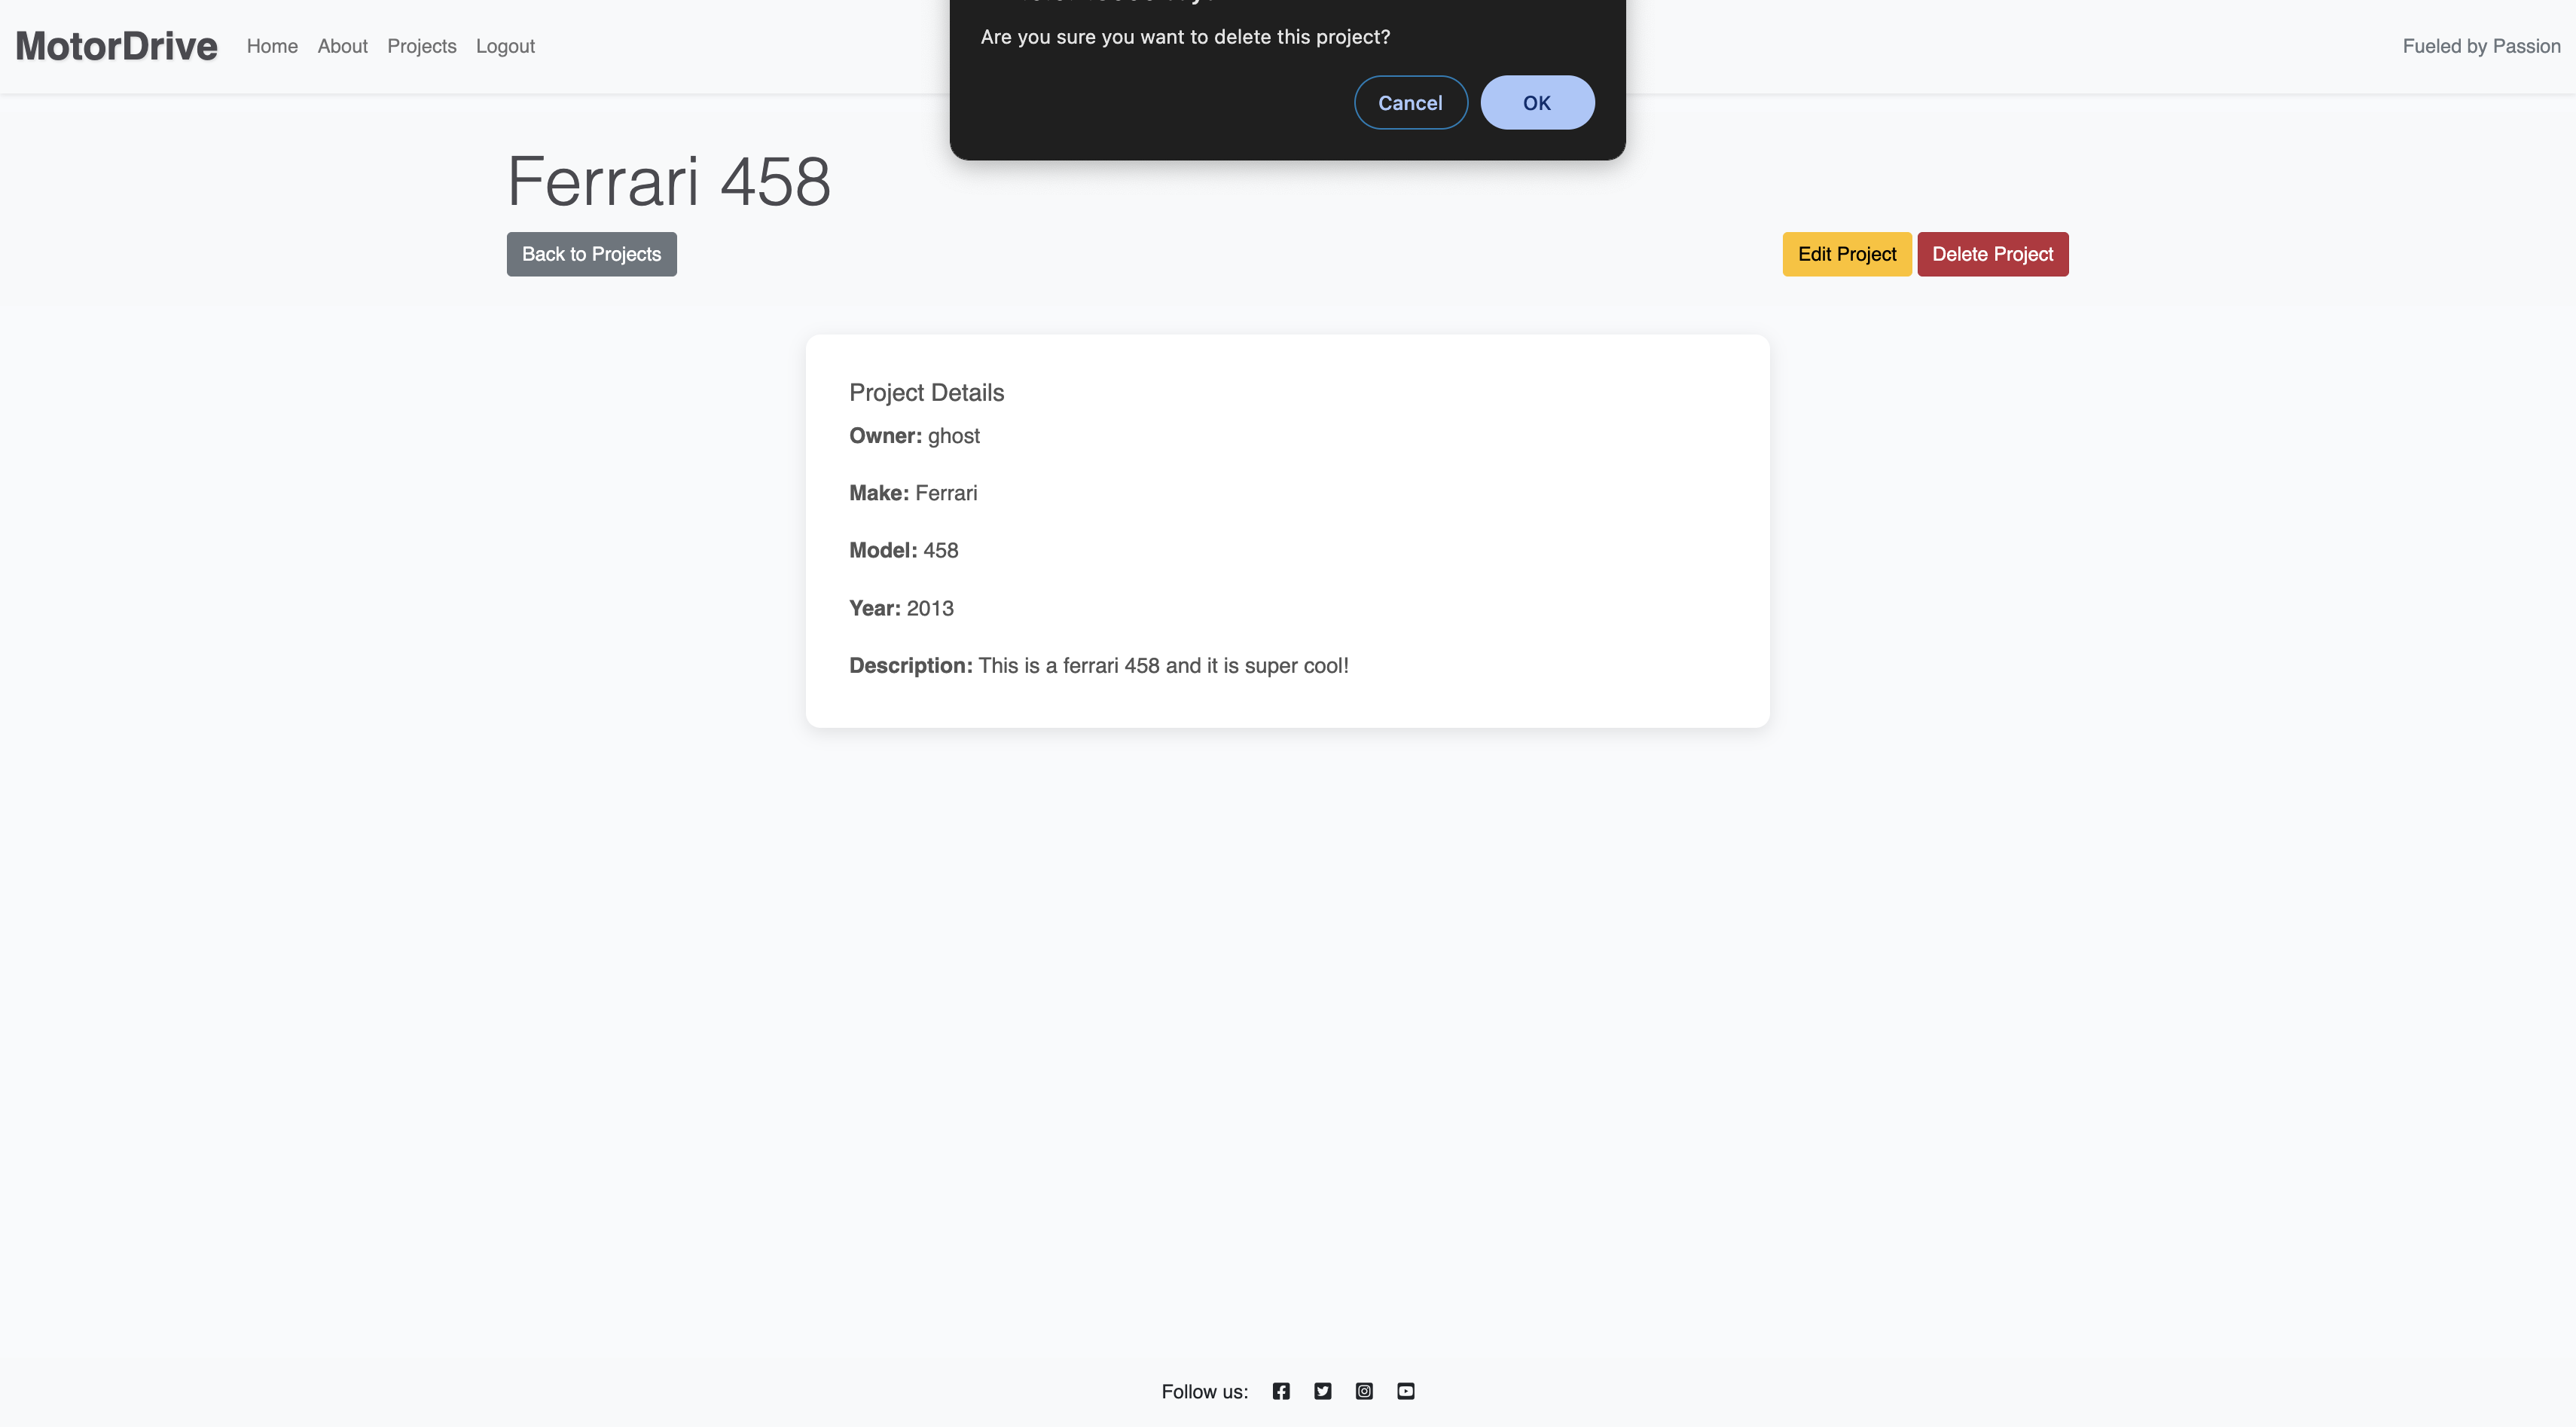 Are you sure you want to delete this project?
Cancel OK
MotorDrive Home About Projects Logout Fueled by Passion
Ferrari 458
Back to Projects Edit Project Delete Project
Project Details
Owner: ghost
Make: Ferrari
Model: 458
Year: 2013
Description: This is a ferrari 458 and it is super cool!
Follow us: